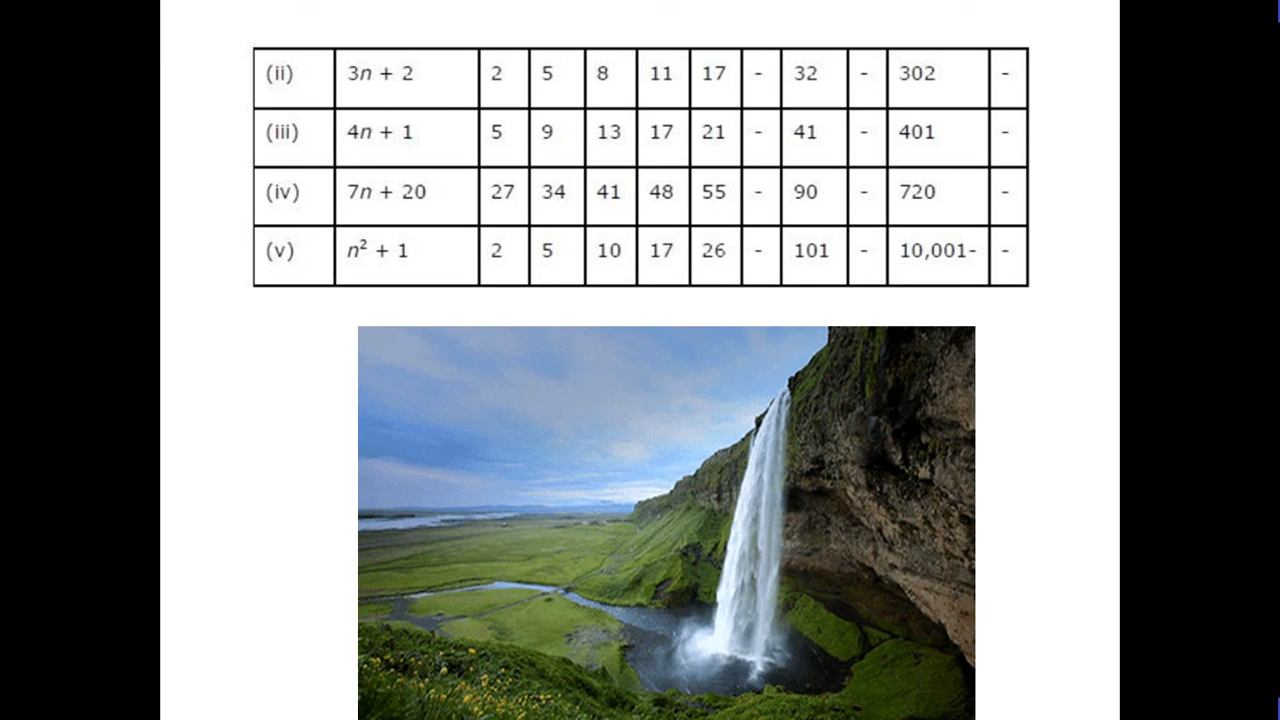 (ii) 3n + 2 2 5 8 11 17 - 32 - 302 -
(iii) 4n + 1 5 9 13 17 21 - 41 - 401 -
(iv) 7n + 20 27 34 41 48 55 - 90 - 720 -
(v) n² + 1 2 5 10 17 26 - 101 - 10,001- -